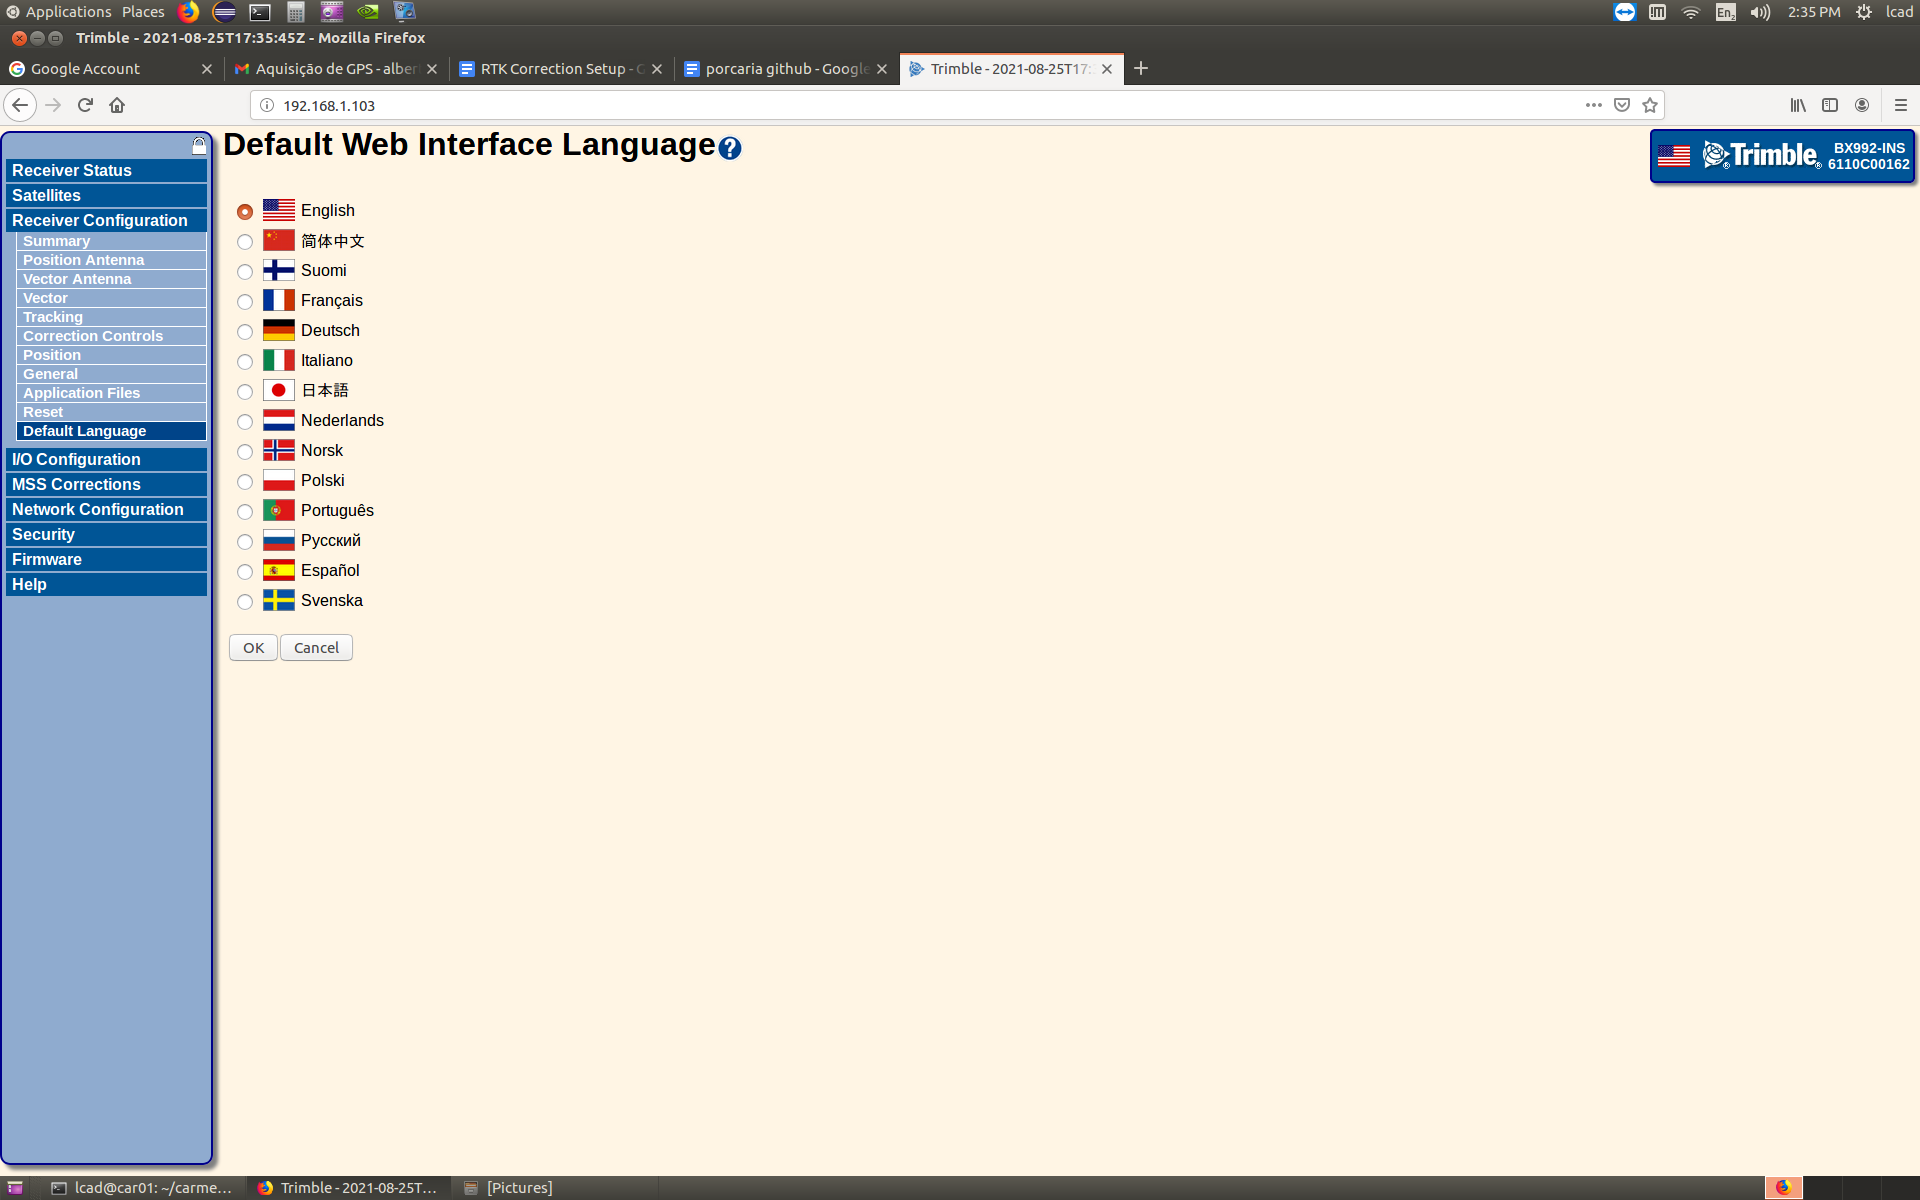 Applications Places En2 2:35 PM lcad
Trimble - 2021-08-25T17:35:45Z - Mozilla Firefox
Google Account
Aquisição de GPS - alber
RTK Correction Setup - G
porcaria github - Google
Trimble - 2021-08-25T17:
192.168.1.103
Receiver Status
Satellites
Receiver Configuration
Summary
Position Antenna
Vector Antenna
Vector
Tracking
Correction Controls
Position
General
Application Files
Reset
Default Language
I/O Configuration
MSS Corrections
Network Configuration
Security
Firmware
Help
Default Web Interface Language
Trimble
BX992-INS
6110C00162
English
简体中文
Suomi
Français
Deutsch
Italiano
日本語
Nederlands
Norsk
Polski
Português
Русский
Español
Svenska
OK Cancel
lcad@car01: ~/carme...
Trimble - 2021-08-25T...
[Pictures]